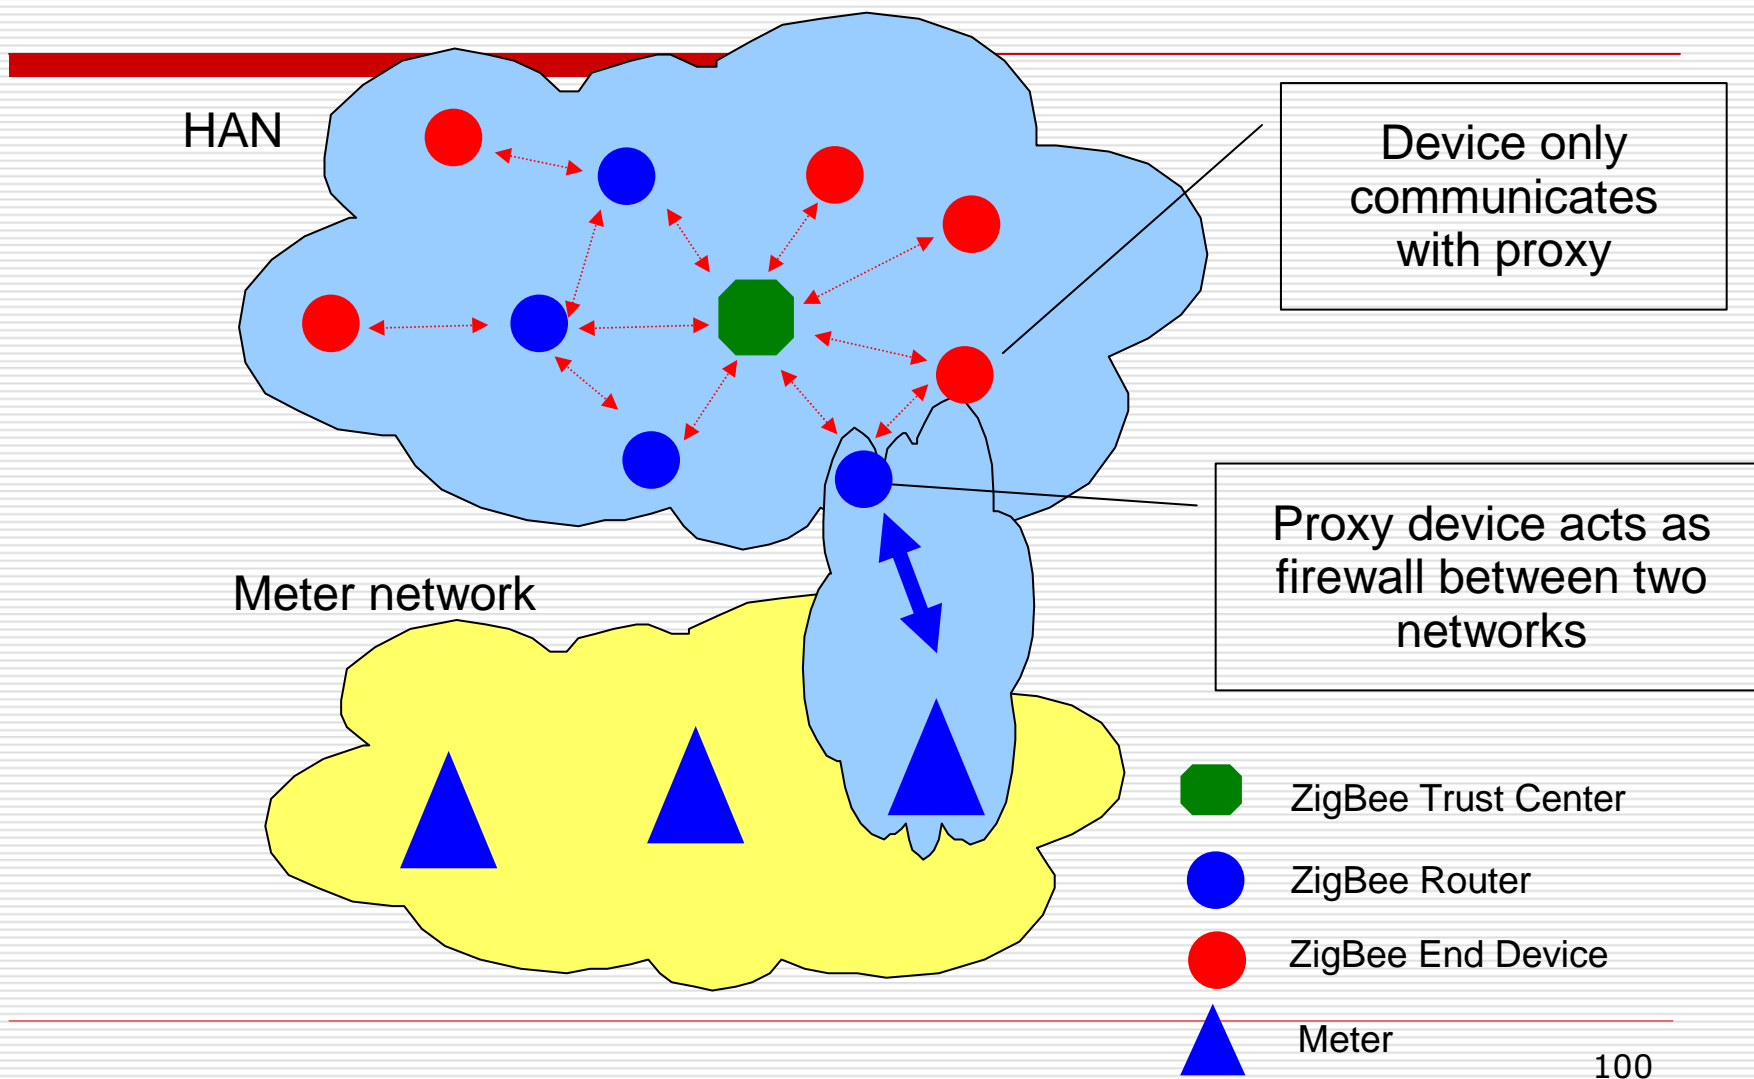 HAN
Device only
communicates
with proxy
Meter network
Proxy device acts as
firewall between two
networks
ZigBee Trust Center
ZigBee Router
ZigBee End Device
Meter
100